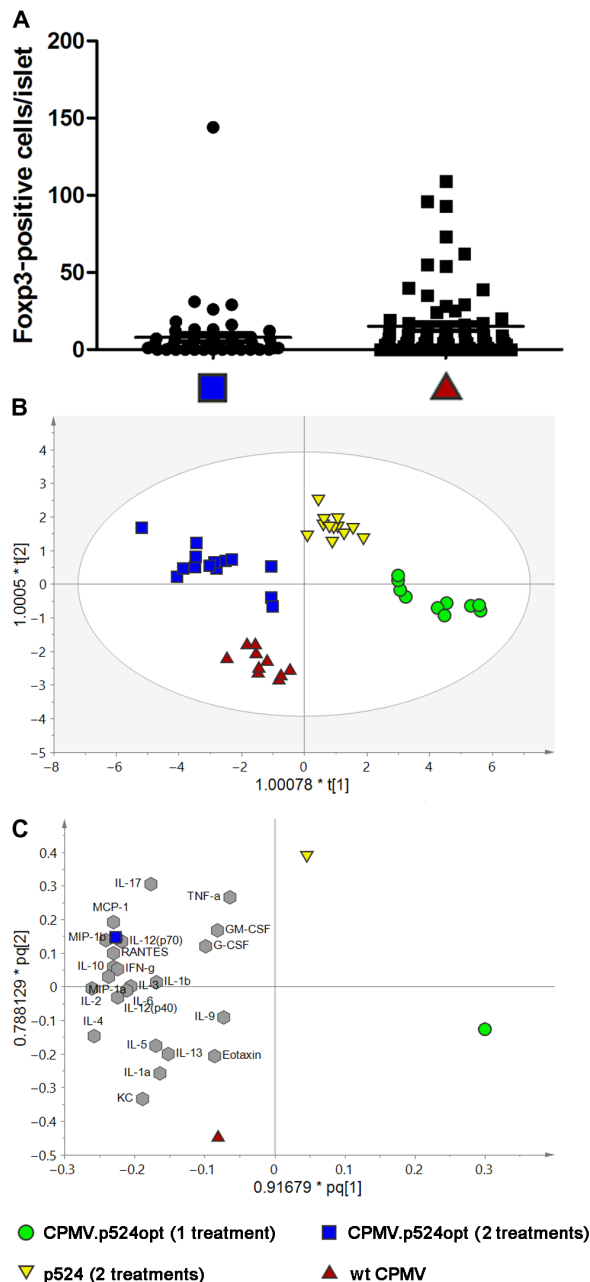 A
Foxp3-positive cells/islet
200
150
100
50
0
B
4
3
2
1
0
-1
-2
-3
-4
-5
1.0005 * t[2]
-8 -6 -4 -2 0 2 4 6
1.00078 * t[1]
C
0.4
0.3
0.2
0.1
0
-0.1
-0.2
-0.3
-0.4
-0.5
0.788129 * pq[2]
IL-17
TNF-a
MCP-1
GM-CSF
MIP-1b
IL-12(p70)
G-CSF
RANTES
IL-10
IFN-g
IL-1b
MIP-1a
IL-3
IL-2
IL-6
IL-12(p40)
IL-9
IL-4
IL-5
IL-13
Eotaxin
IL-1a
KC
-0.3 -0.2 -0.1 0 0.1 0.2 0.3
0.91679 * pq[1]
CPMV.p524opt (1 treatment)
CPMV.p524opt (2 treatments)
p524 (2 treatments)
wt CPMV